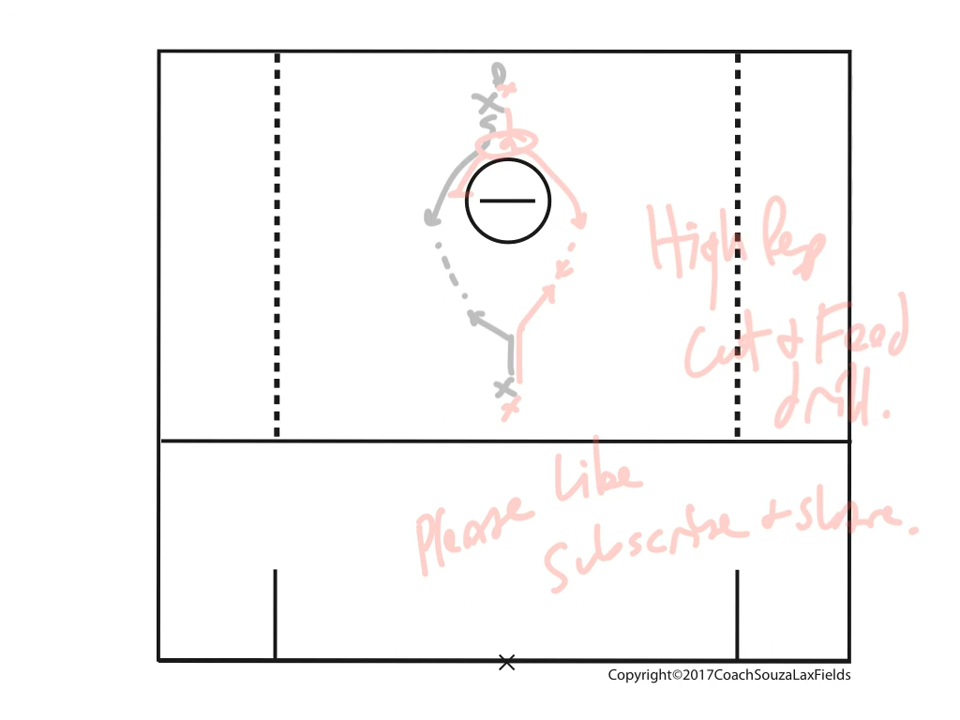 High Rep
Cut + Feed
drill.
Please Like
Subscribe + share.
Copyright©2017CoachSouzaLaxFields